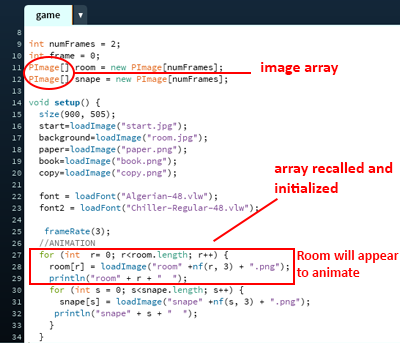 game
8
9 int numFrames = 2;
10 int frame = 0;
11 PImage[] room = new PImage[numFrames];
image array
12 PImage[] snape = new PImage[numFrames];
13
14 void setup() {
15 size(900, 505);
16 start=loadImage("start.jpg");
17 background=loadImage("room.jpg");
18 paper=loadImage("paper.png");
19 book=loadImage("book.png");
20 copy=loadImage("copy.png");
array recalled and
initialized
21
22 font = loadFont("Algerian-48.vlw");
23 font2 = loadFont("Chiller-Regular-48.vlw");
24
25 frameRate(3);
26 //ANIMATION
27 for (int r= 0; r<room.length; r++) {
28 room[r] = loadImage("room" +nf(r, 3) + ".png");
29 println("room" + r + " ");
Room will appear
to animate
30 for (int s = 0; s<snape.length; s++) {
31 snape[s] = loadImage("snape" +nf(s, 3) + ".png");
32 println("snape" + s + " ");
33 }
34 }